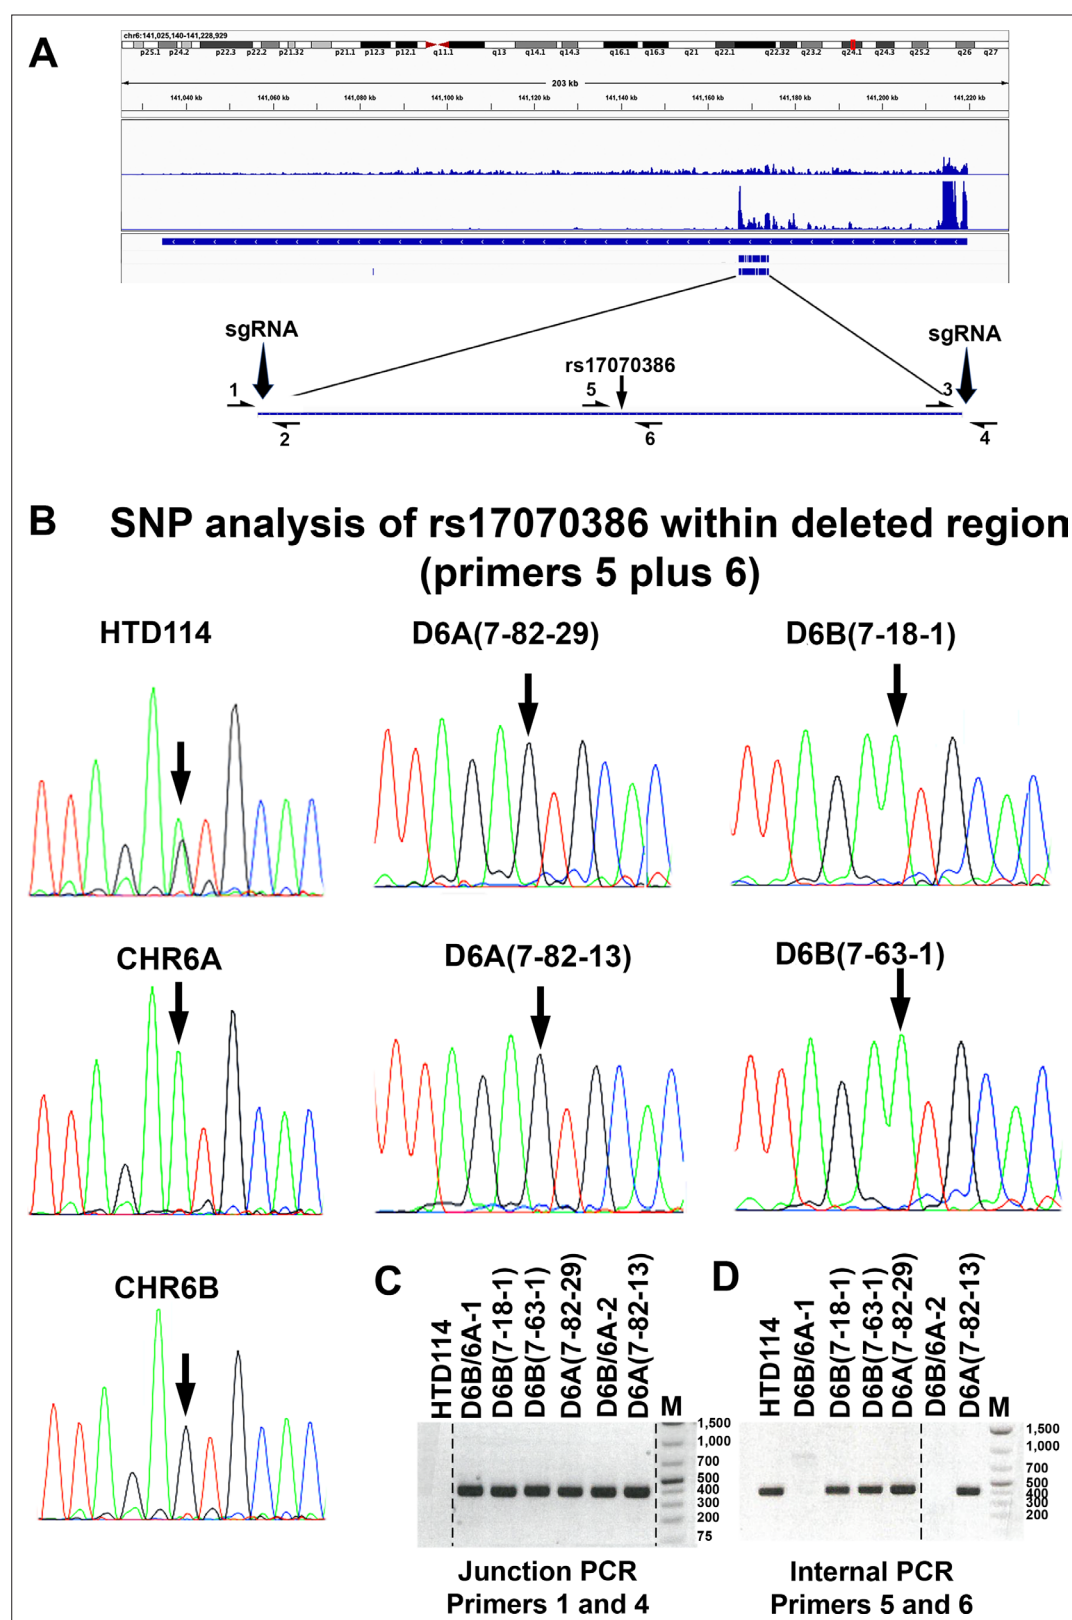 A
chr6:141,025,140-141,228,929
p25.1 p24.2 p22.3 p22.2 p21.32 p21.1 p12.3 p12.1 q11.1 q13 q14.1 q14.3 q16.1 q16.3 q21 q22.1 q22.32 q23.2 q24.1 q24.3 q25.2 q26 q27
203 kb
141,040 kb 141,060 kb 141,080 kb 141,100 kb 141,120 kb 141,140 kb 141,160 kb 141,180 kb 141,200 kb 141,220 kb
sgRNA sgRNA
rs17070386
1 5 3
2 6 4
B SNP analysis of rs17070386 within deleted region
(primers 5 plus 6)
HTD114 D6A(7-82-29) D6B(7-18-1)
CHR6A D6A(7-82-13) D6B(7-63-1)
CHR6B
C
HTD114
D6B/6A-1
D6B(7-18-1)
D6B(7-63-1)
D6A(7-82-29)
D6B/6A-2
D6A(7-82-13)
M
1,500
1,000
700
500
400
300
200
75
Junction PCR
Primers 1 and 4
D
HTD114
D6B/6A-1
D6B(7-18-1)
D6B(7-63-1)
D6A(7-82-29)
D6B/6A-2
D6A(7-82-13)
M
1,500
1,000
700
500
400
300
200
Internal PCR
Primers 5 and 6